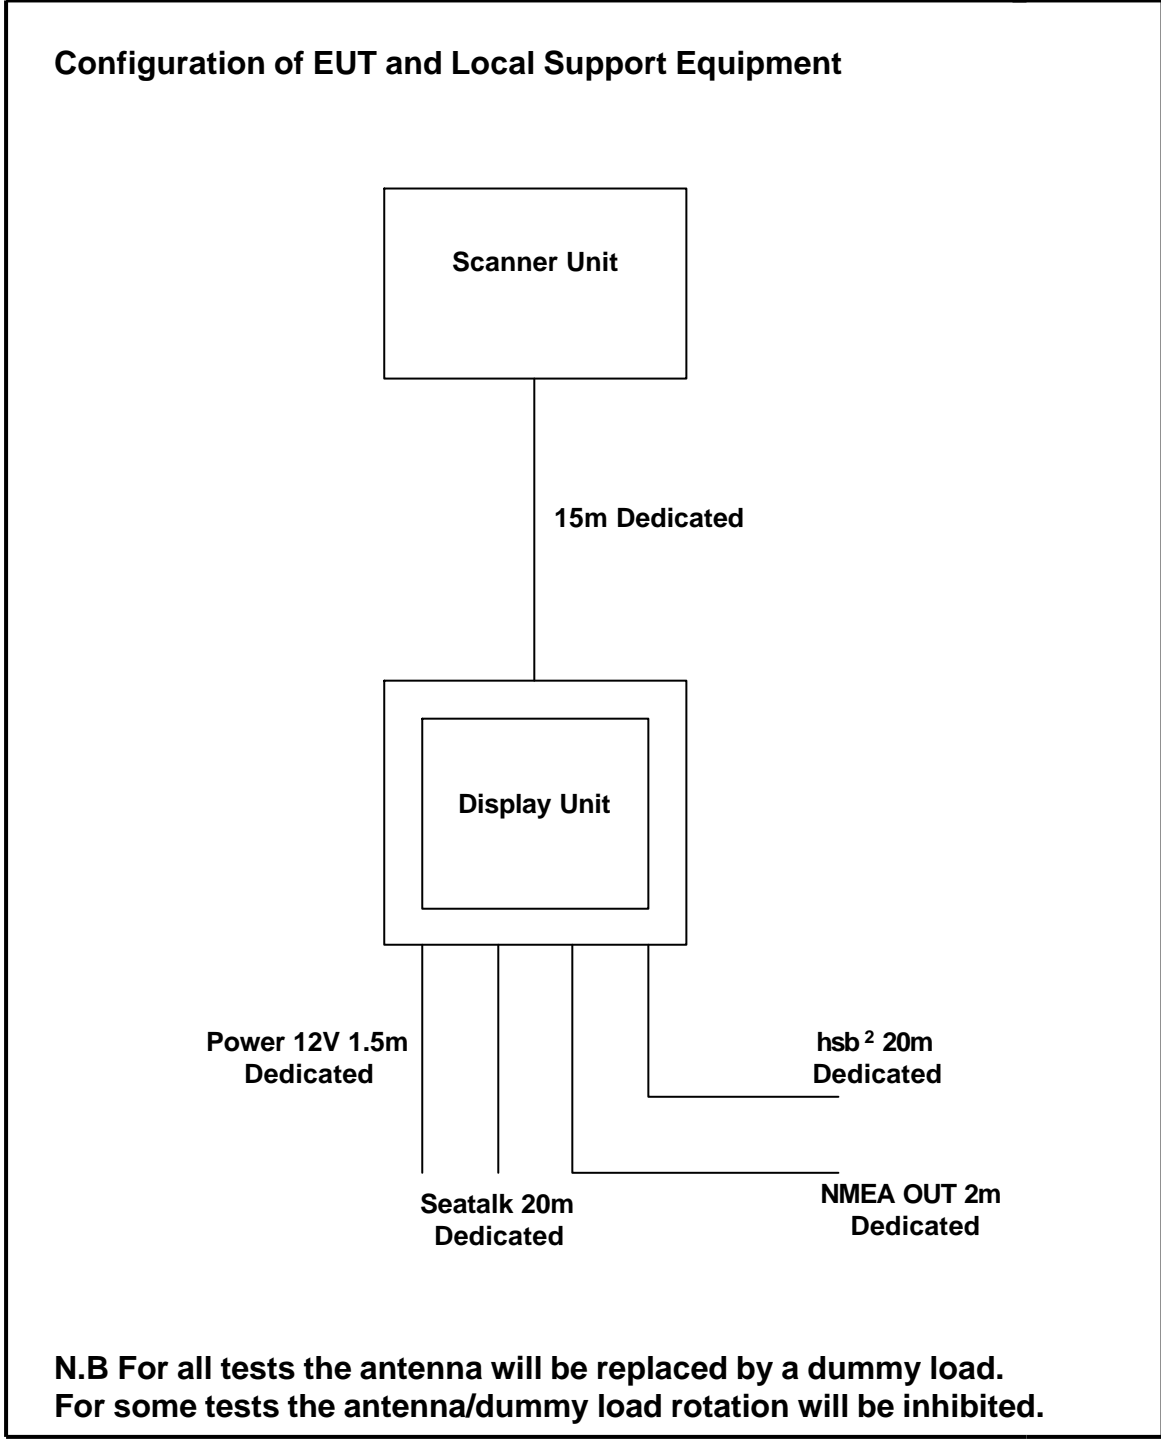 Configuration of EUT and Local Support Equipment
Scanner Unit
15m Dedicated
Display Unit
Power 12V 1.5m
Dedicated
hsb² 20m
Dedicated
Seatalk 20m
Dedicated
NMEA OUT 2m
Dedicated
N.B For all tests the antenna will be replaced by a dummy load.
For some tests the antenna/dummy load rotation will be inhibited.